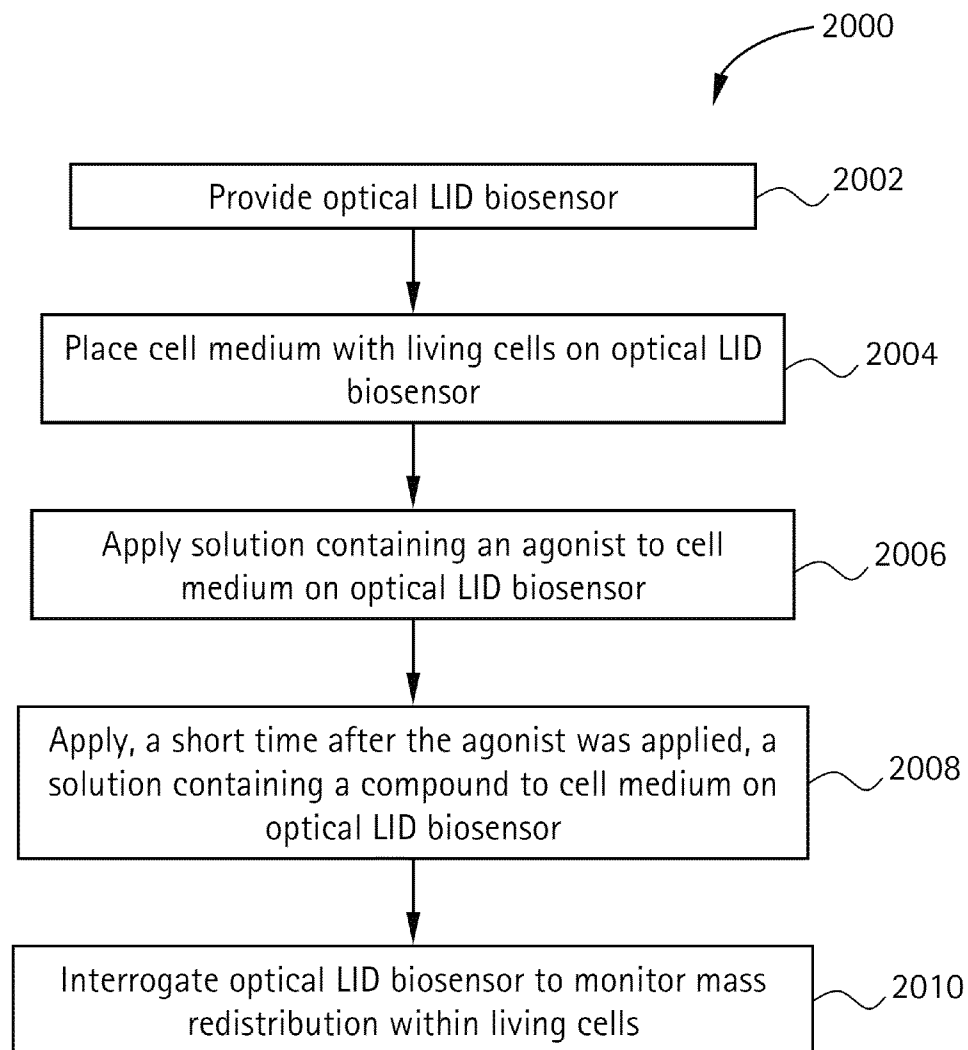 2000
Provide optical LID biosensor
2002
Place cell medium with living cells on optical LID
biosensor
2004
Apply solution containing an agonist to cell
medium on optical LID biosensor
2006
Apply, a short time after the agonist was applied, a
solution containing a compound to cell medium on
optical LID biosensor
2008
Interrogate optical LID biosensor to monitor mass
redistribution within living cells
2010